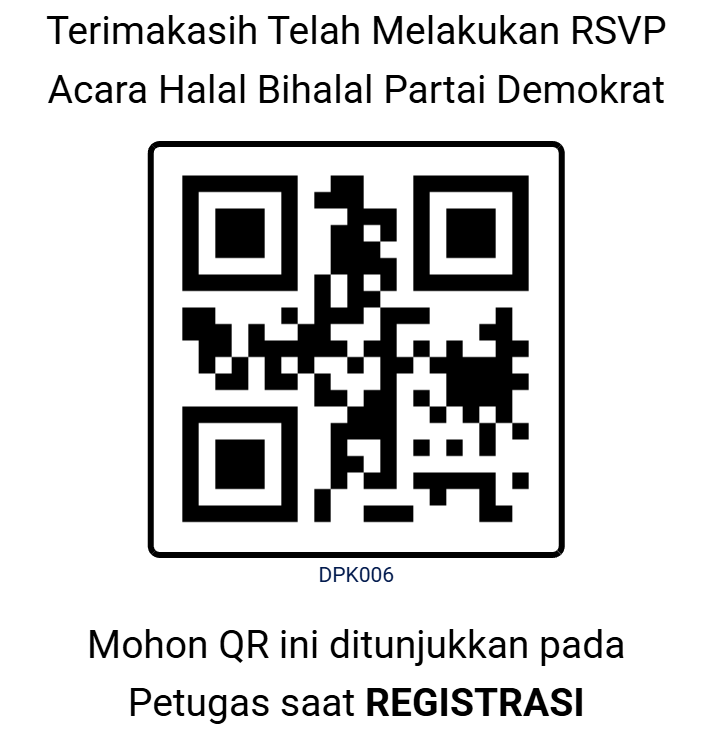 Terimakasih Telah Melakukan RSVP
Acara Halal Bihalal Partai Demokrat
DPK006
Mohon QR ini ditunjukkan pada
Petugas saat REGISTRASI